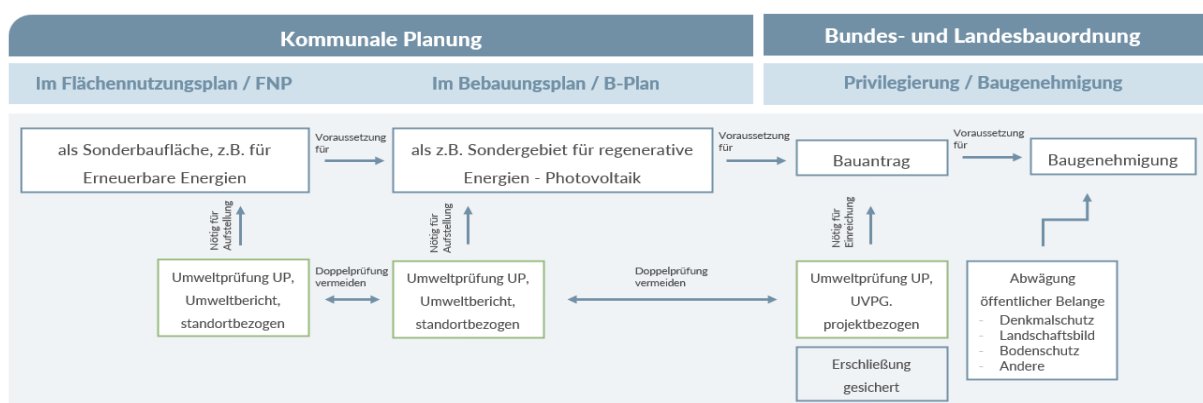 Kommunale Planung
Bundes- und Landesbauordnung
Im Flächennutzungsplan / FNP
Im Bebauungsplan / B-Plan
Privilegierung / Baugenehmigung
als Sonderbaufläche, z.B. für
Erneuerbare Energien
Voraussetzung
für
als z.B. Sondergebiet für regenerative
Energien - Photovoltaik
Voraussetzung
für
Bauantrag
Voraussetzung
für
Baugenehmigung
Nötig für
Aufstellung
Nötig für
Aufstellung
Nötig für
Einreichung
Umweltprüfung UP,
Umweltbericht,
standortbezogen
Doppelprüfung
vermeiden
Umweltprüfung UP,
Umweltbericht,
standortbezogen
Doppelprüfung
vermeiden
Umweltprüfung UP,
UVPG.
projektbezogen
Erschließung
gesichert
Abwägung
öffentlicher Belange
- Denkmalschutz
- Landschaftsbild
- Bodenschutz
- Andere